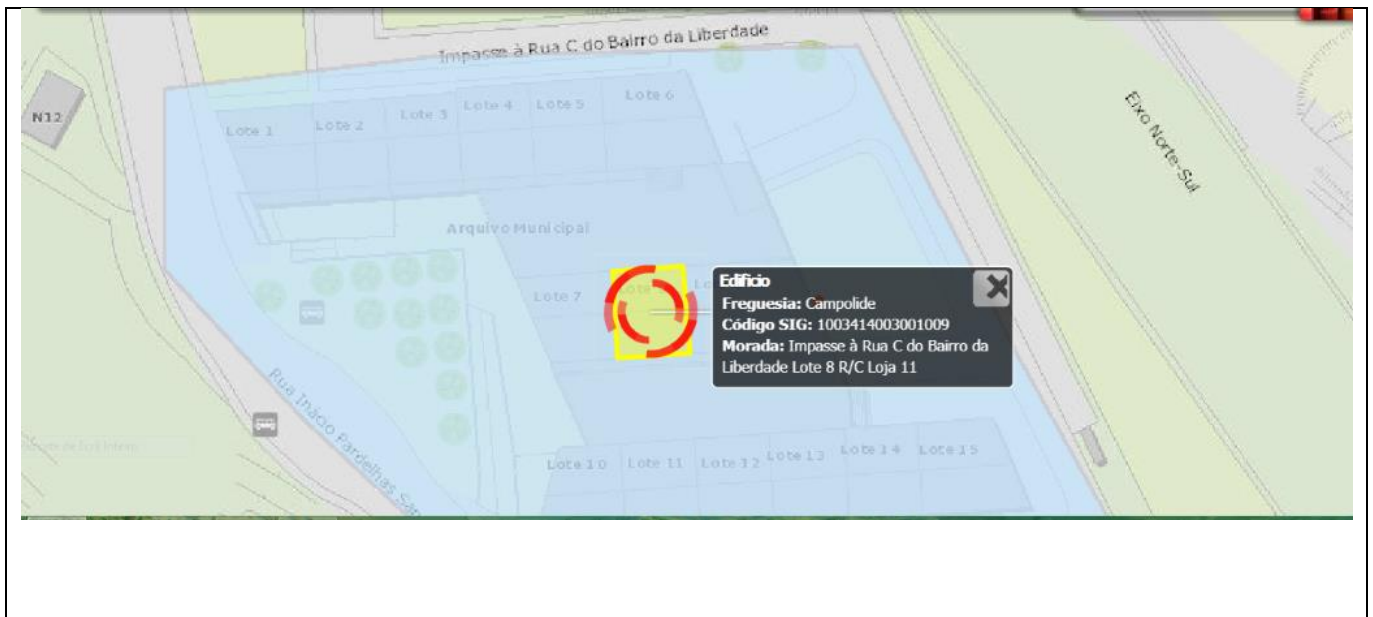 Impasse à Rua C do Bairro da Liberdade
N12
Lote 1
Lote 2
Lote 3
Lote 4
Lote 5
Lote 6
Eixo Norte-Sul
Arquivo Municipal
Lote 7
Edifício
Freguesia: Campolide
Código SIG: 1003414003001009
Morada: Impasse à Rua C do Bairro da
Liberdade Lote 8 R/C Loja 11
Rua Inácio Pardelhas San
Lote 10
Lote 11
Lote 12
Lote 13
Lote 14
Lote 15